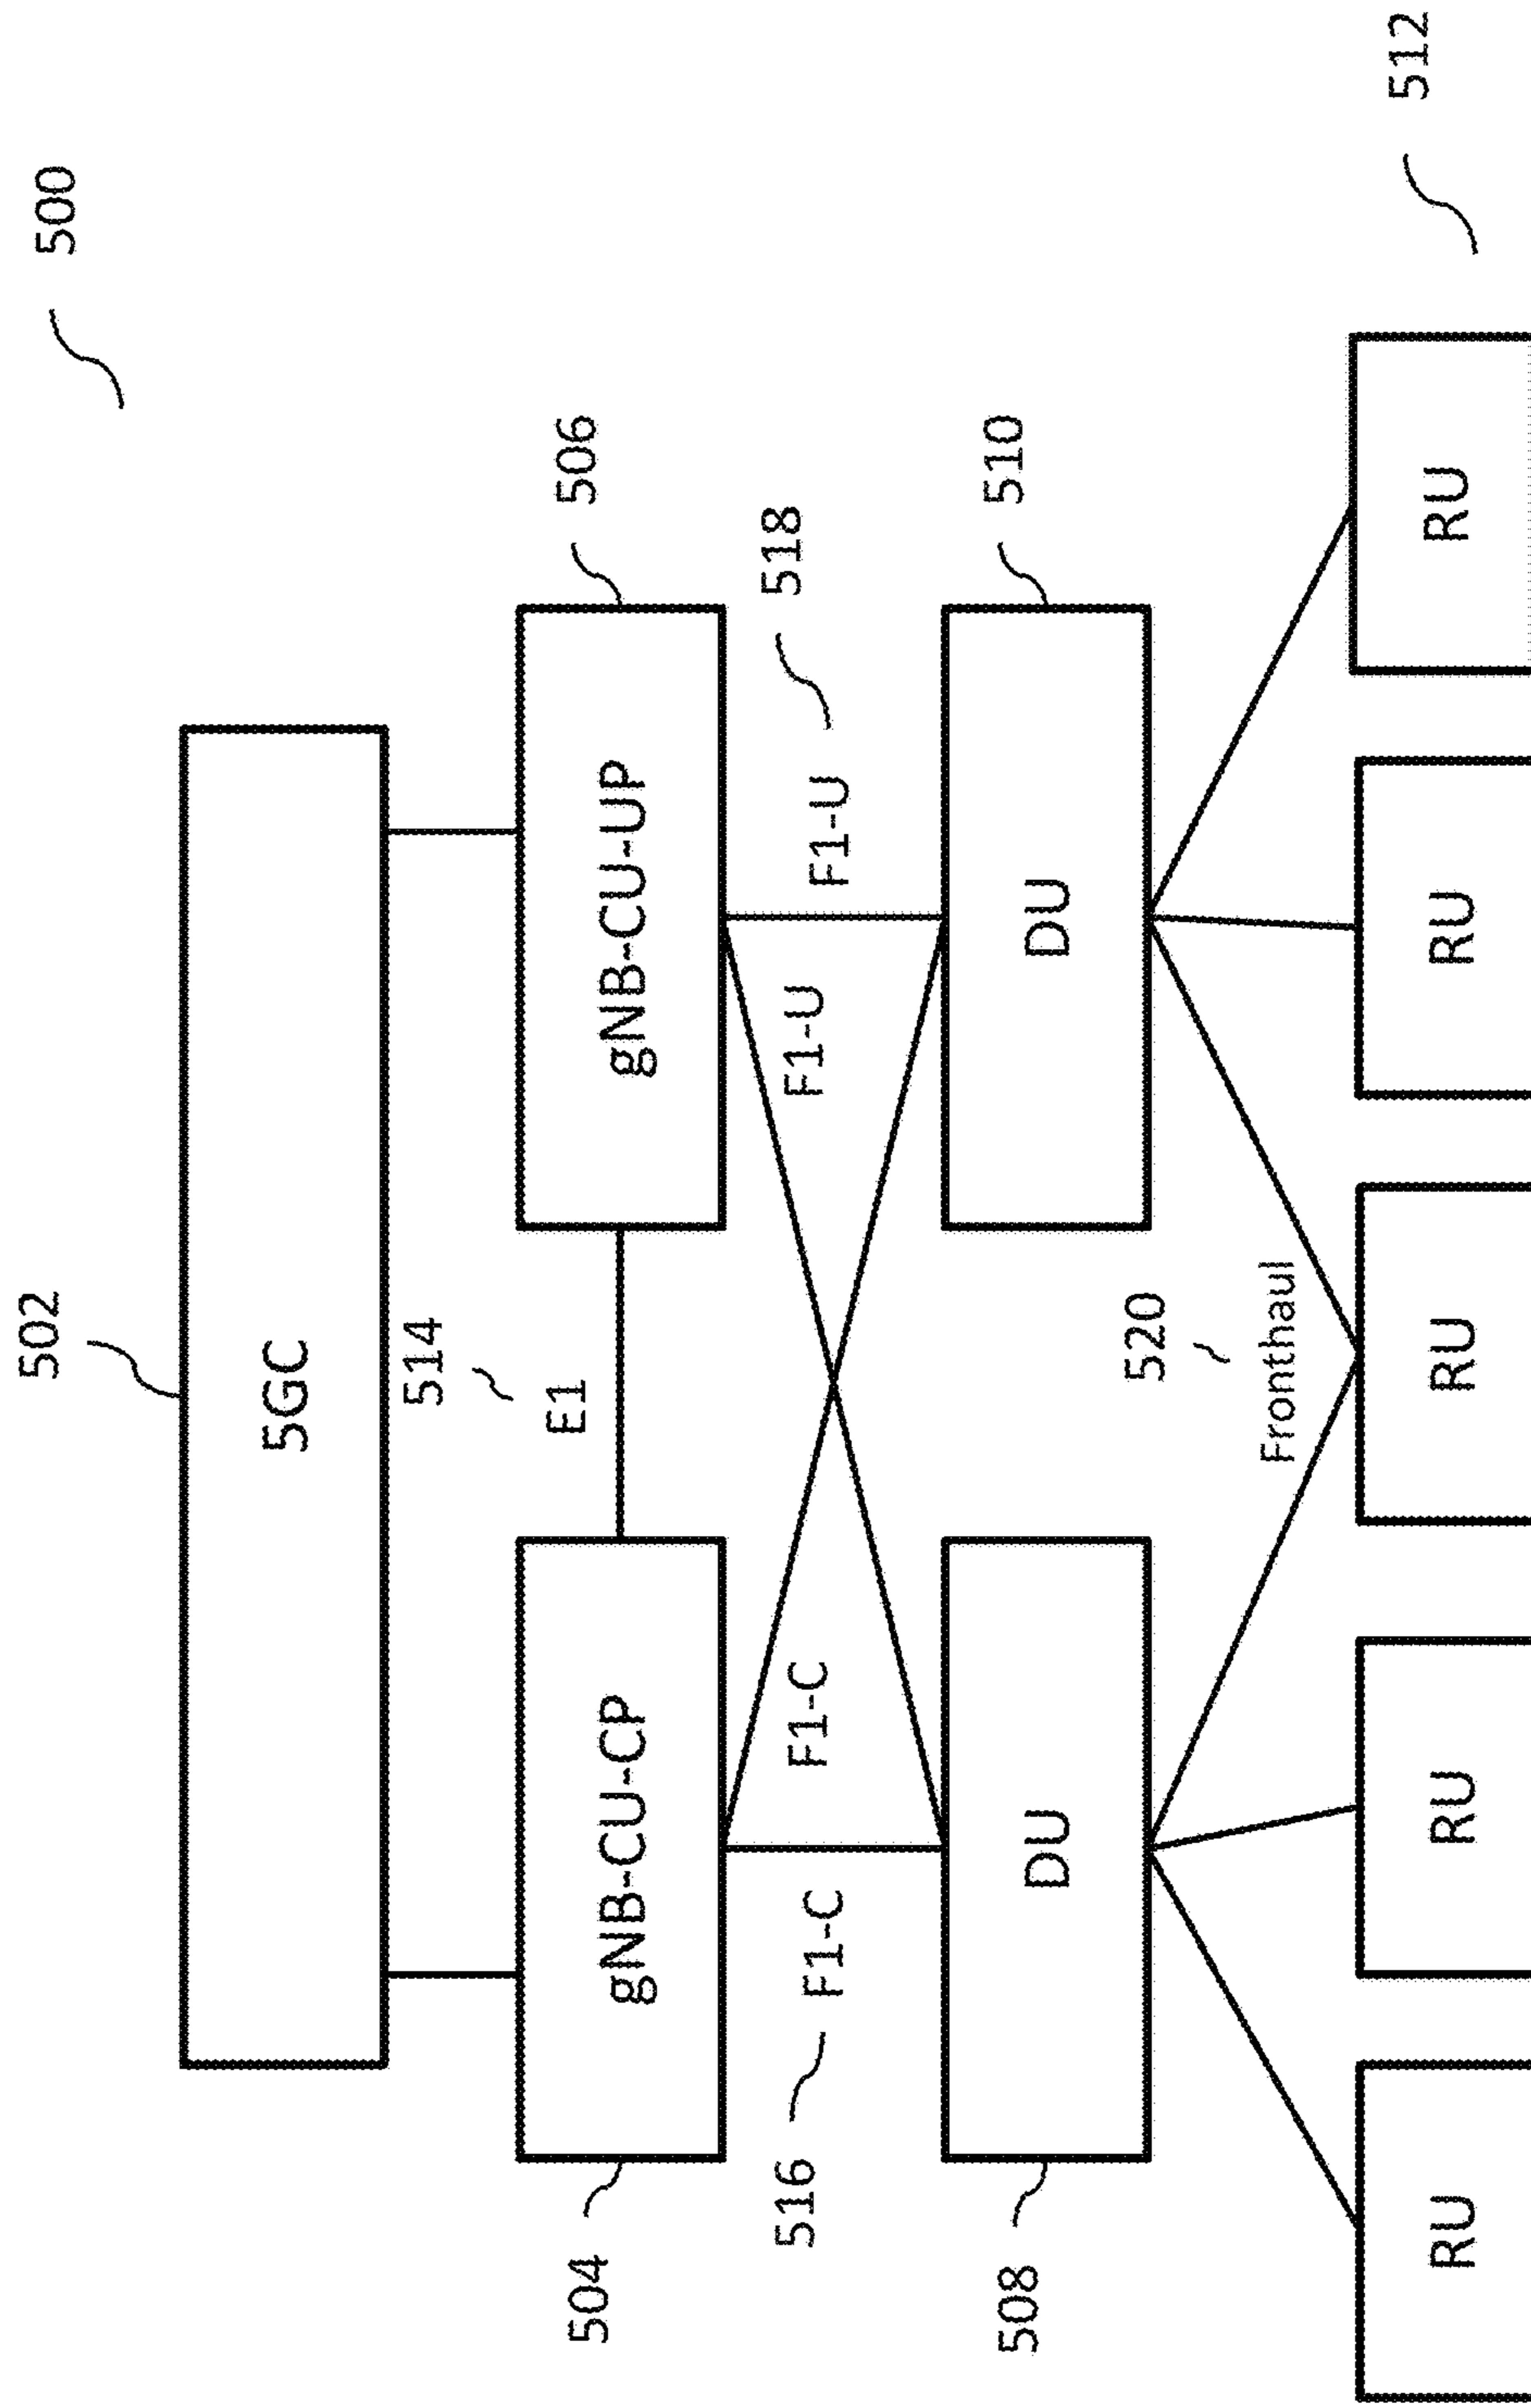 500
502
5GC
514
E1
504
gNB-CU-CP
gNB-CU-UP
506
516
F1-C
F1-C
F1-U
F1-U
518
508
DU
DU
510
520
Fronthaul
512
RU
RU
RU
RU
RU